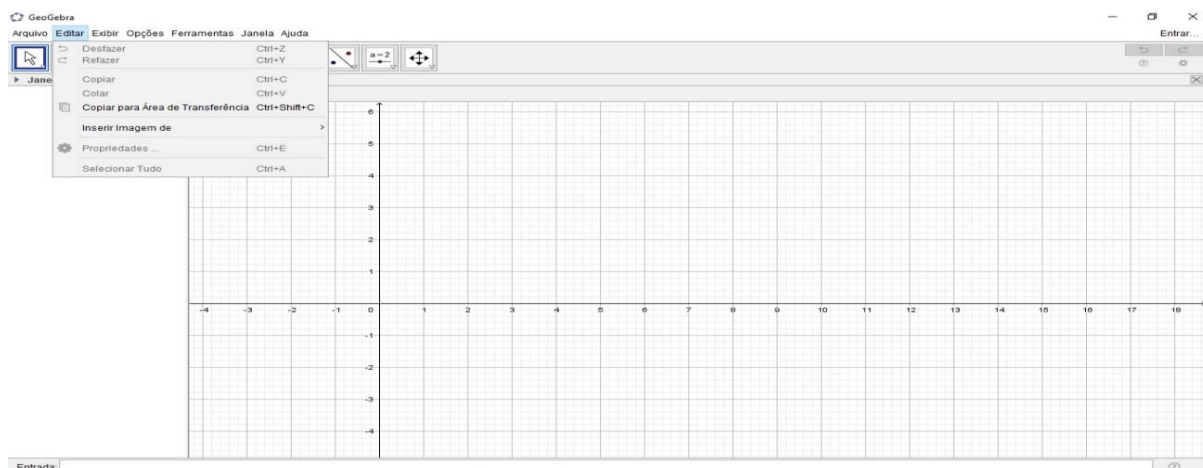 GeoGebra
Arquivo Editar Exibir Opções Ferramentas Janela Ajuda
Entrar...
Desfazer Ctrl+Z
Refazer Ctrl+Y
a=2
Jane
Copiar Ctrl+C
Colar Ctrl+V
Copiar para Área de Transferência Ctrl+Shift+C
Inserir Imagem de
Propriedades ... Ctrl+E
Selecionar Tudo Ctrl+A
6
5
4
3
2
1
-4 -3 -2 -1 0 1 2 3 4 5 6 7 8 9 10 11 12 13 14 15 16 17 18
-1
-2
-3
-4
Entrada: